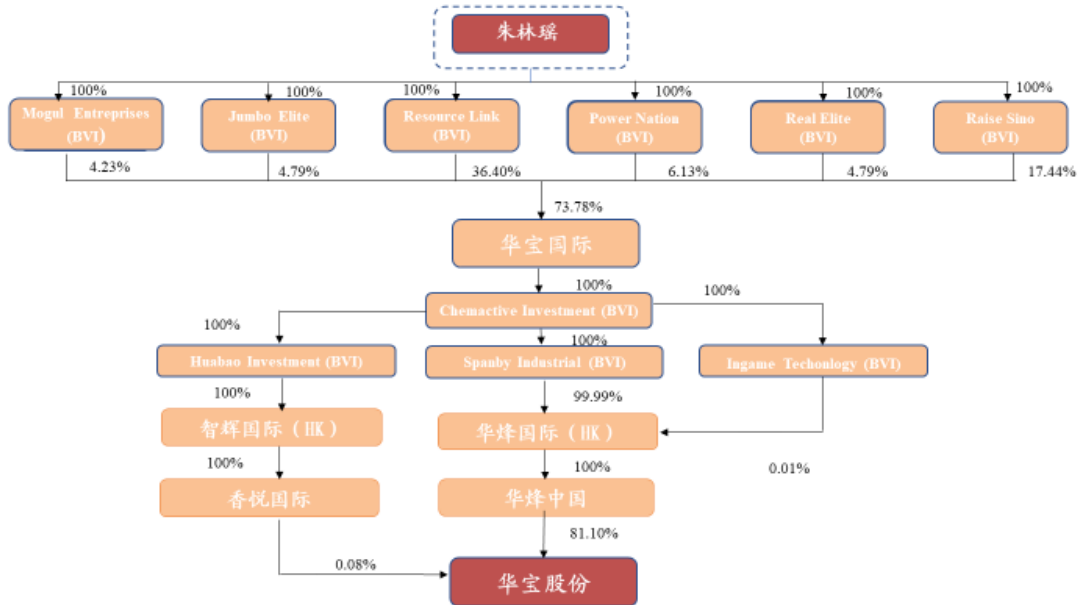 朱林瑶
100%
100%
100%
100%
100%
100%
Mogul Entreprises
(BVI)
Jumbo Elite
(BVI)
Resource Link
(BVI)
Power Nation
(BVI)
Real Elite
(BVI)
Raise Sino
(BVI)
4.23%
4.79%
36.40%
6.13%
4.79%
17.44%
73.78%
华宝国际
100%
100%
Chemactive Investment (BVI)
100%
100%
Huabao Investment (BVI)
Spanby Industrial (BVI)
Ingame Techonlogy (BVI)
100%
99.99%
智辉国际（HK）
华烽国际（HK）
100%
100%
0.01%
香悦国际
华烽中国
81.10%
0.08%
华宝股份